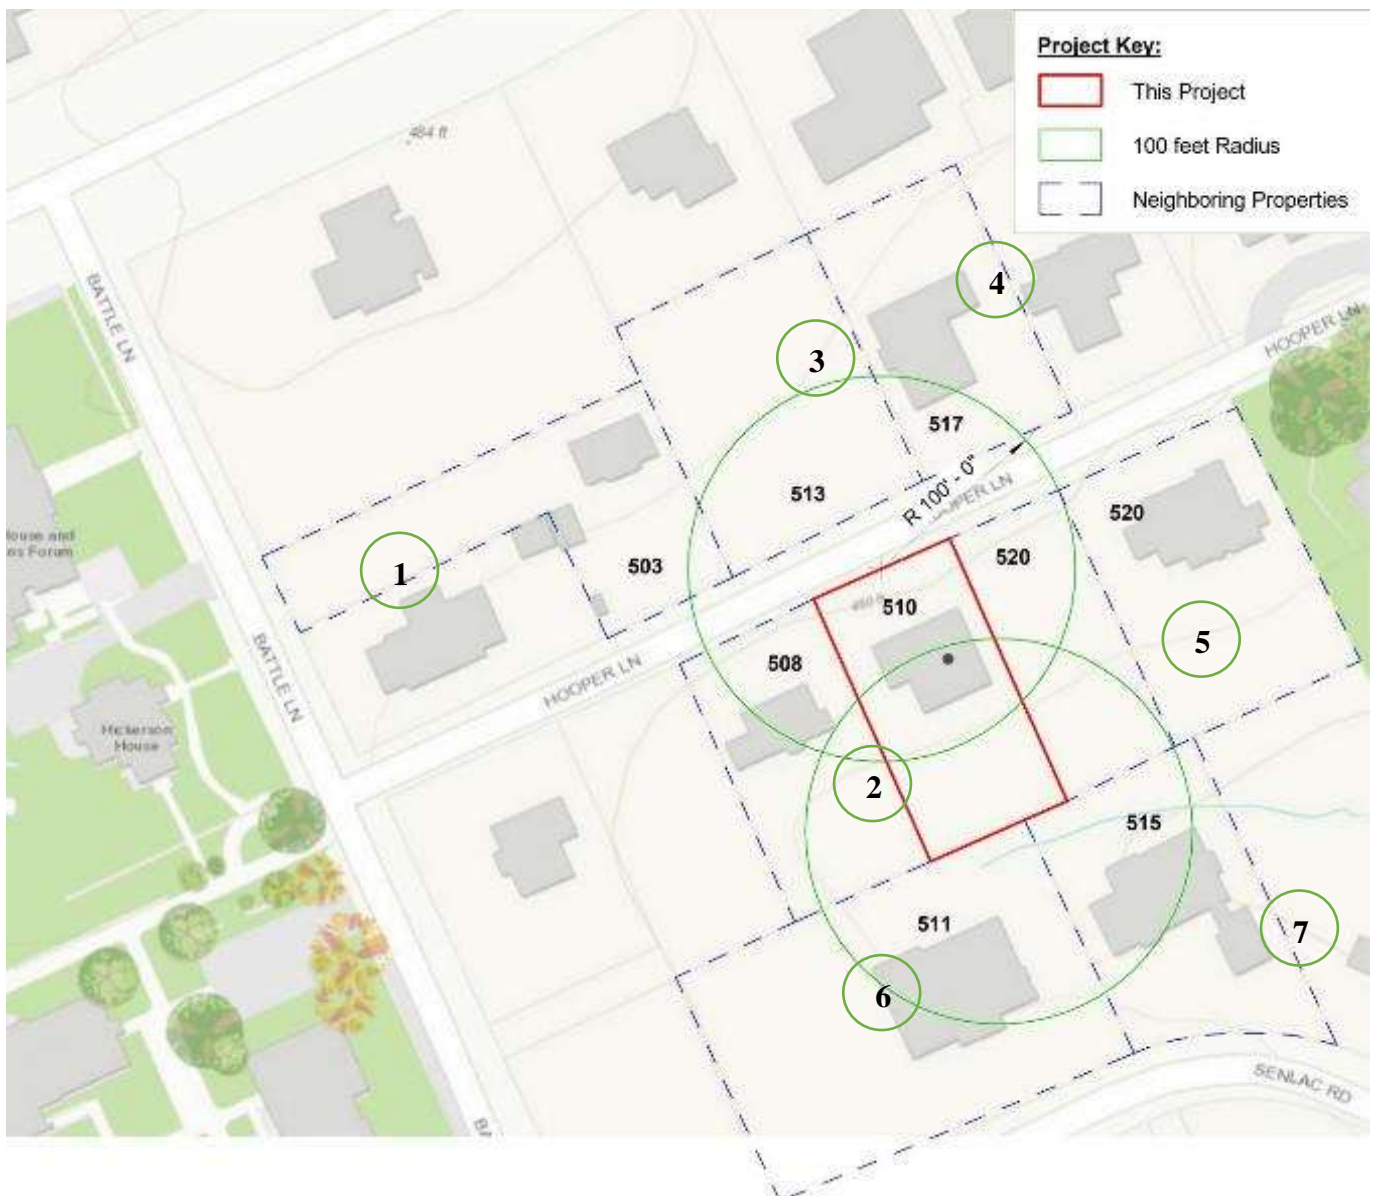 Project Key:
This Project
100 feet Radius
Neighboring Properties
484 ft
BATTLE LN
HOOPER LN
4
3
517
R 100' - 0"
513
520
520
1
503
510
508
5
HOOPER LN
BATTLE LN
Hickerson
House
2
515
511
7
6
SENLAC RD